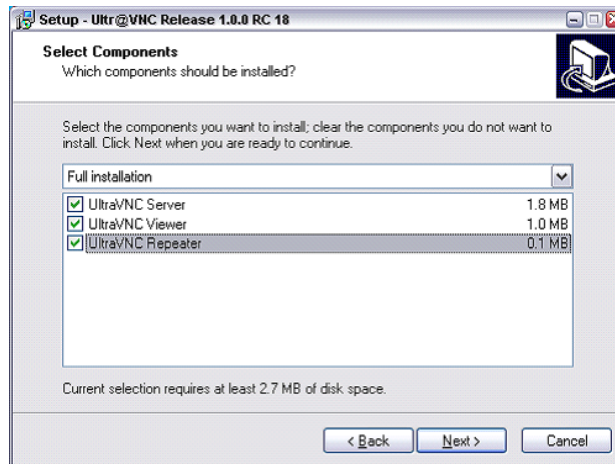 Setup - Ultr@VNC Release 1.0.0 RC 18
Select Components
Which components should be installed?
Select the components you want to install; clear the components you do not want to
install. Click Next when you are ready to continue.
Full installation
UltraVNC Server 1.8 MB
UltraVNC Viewer 1.0 MB
UltraVNC Repeater 0.1 MB
Current selection requires at least 2.7 MB of disk space.
< Back Next > Cancel